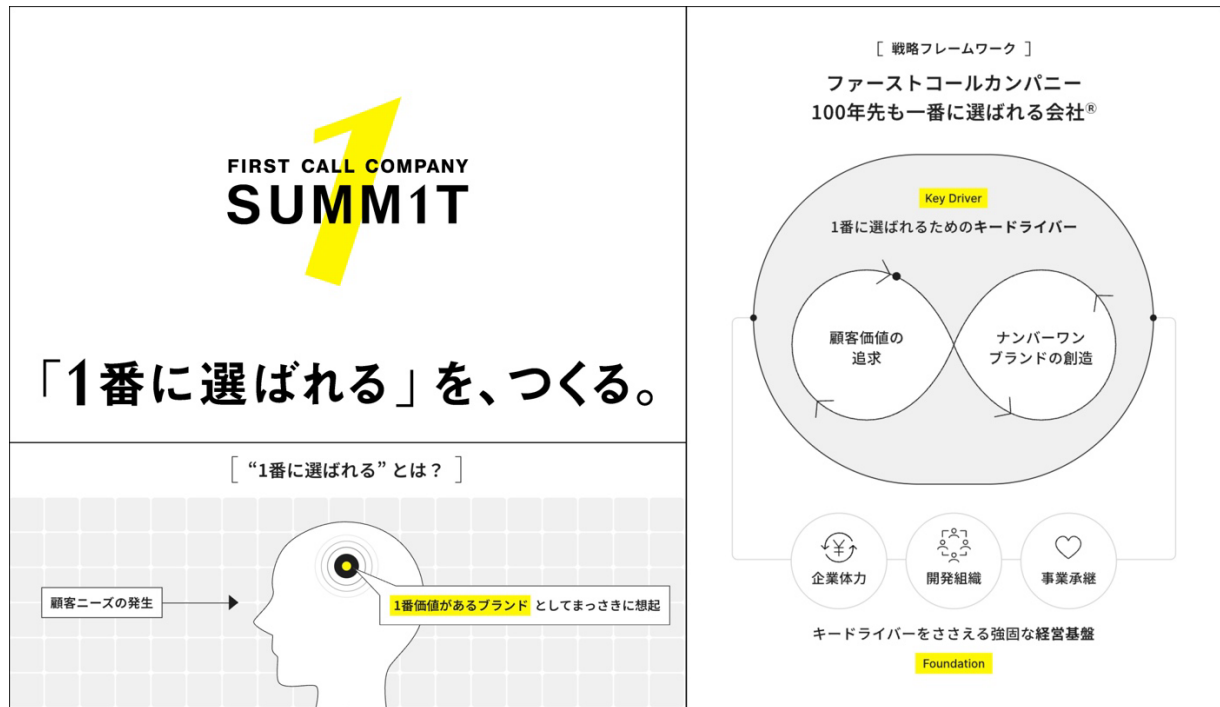 FIRST CALL COMPANY
SUMM1T
「1番に選ばれる」を、つくる。
[ “1番に選ばれる” とは？ ]
顧客ニーズの発生
1番価値があるブランド としてまっさきに想起
[ 戦略フレームワーク ]
ファーストコールカンパニー
100年先も一番に選ばれる会社®
Key Driver
1番に選ばれるためのキードライバー
顧客価値の
追求
ナンバーワン
ブランドの創造
企業体力
開発組織
事業承継
キードライバーをささえる強固な経営基盤
Foundation